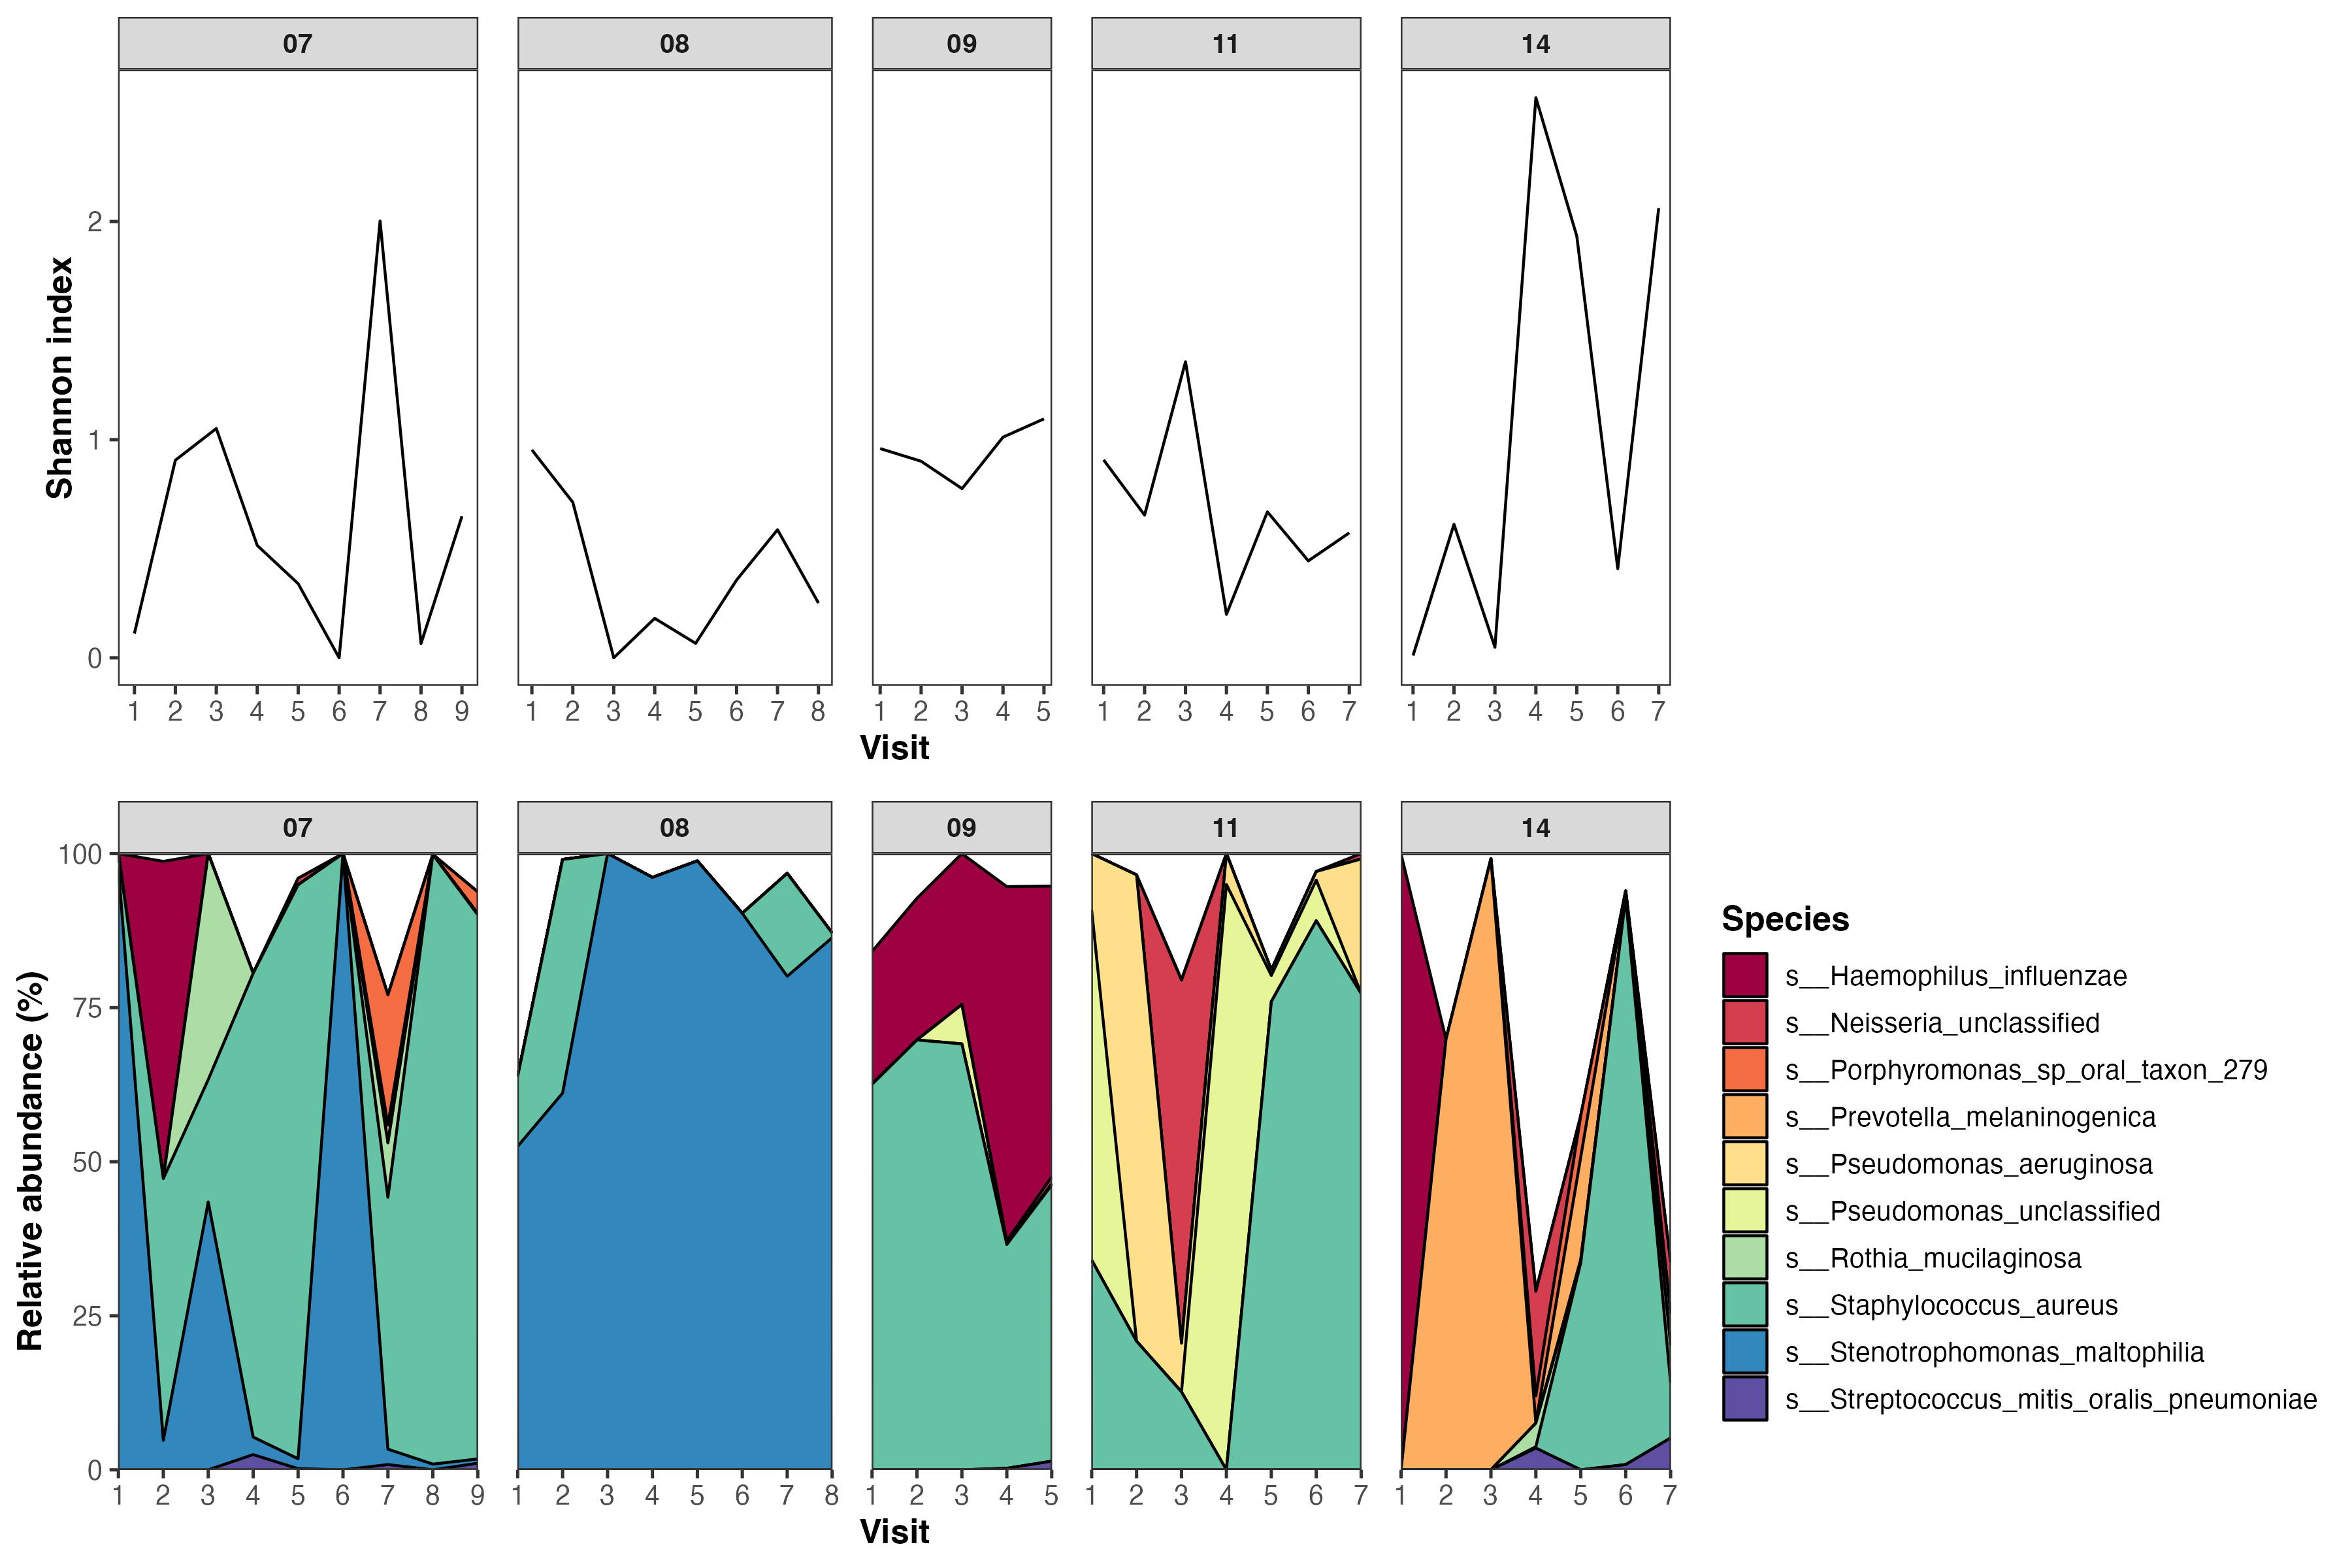 07 08 09 11 14
Shannon index
2
1
0
1 2 3 4 5 6 7 8 9 1 2 3 4 5 6 7 8 1 2 3 4 5 1 2 3 4 5 6 7 1 2 3 4 5 6 7
Visit
07 08 09 11 14
Relative abundance (%)
100
75
50
25
0
1 2 3 4 5 6 7 8 9 1 2 3 4 5 6 7 8 1 2 3 4 5 1 2 3 4 5 6 7 1 2 3 4 5 6 7
Visit
Species
s__Haemophilus_influenzae
s__Neisseria_unclassified
s__Porphyromonas_sp_oral_taxon_279
s__Prevotella_melaninogenica
s__Pseudomonas_aeruginosa
s__Pseudomonas_unclassified
s__Rothia_mucilaginosa
s__Staphylococcus_aureus
s__Stenotrophomonas_maltophilia
s__Streptococcus_mitis_oralis_pneumoniae